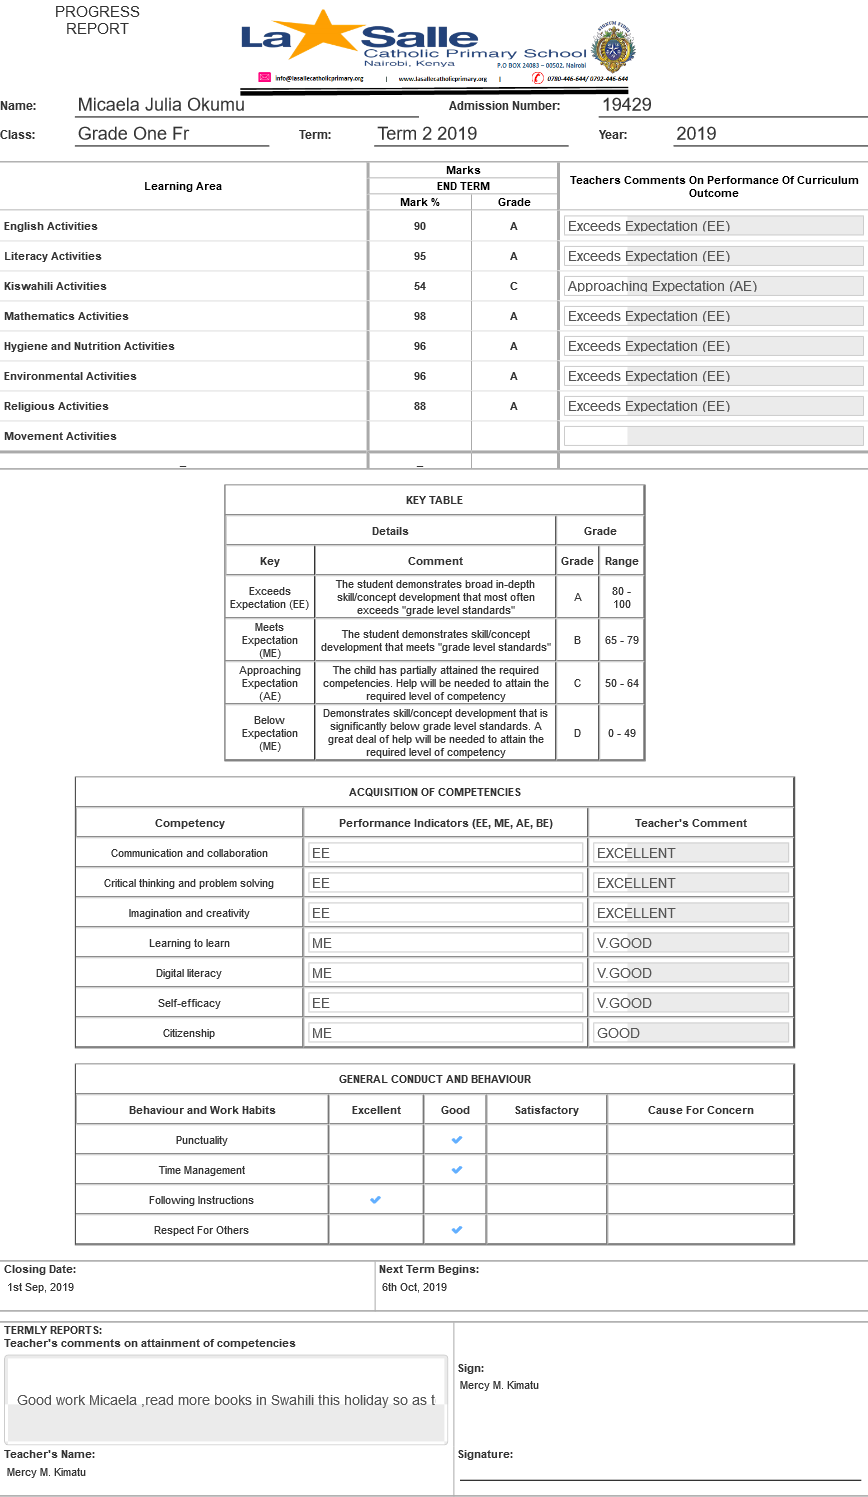 PROGRESS
REPORT
La Salle
Catholic Primary School
Nairobi, Kenya
P.O BOX 24083 – 00502, Nairobi
info@lasallecatholicprimary.org | www.lasallecatholicprimary.org | 0780-446-644/ 0792-446-644
Name: Micaela Julia Okumu Admission Number: 19429
Class: Grade One Fr Term: Term 2 2019 Year: 2019
Learning Area Marks Teachers Comments On Performance Of Curriculum Outcome
END TERM
Mark % Grade
English Activities 90 A Exceeds Expectation (EE)
Literacy Activities 95 A Exceeds Expectation (EE)
Kiswahili Activities 54 C Approaching Expectation (AE)
Mathematics Activities 98 A Exceeds Expectation (EE)
Hygiene and Nutrition Activities 96 A Exceeds Expectation (EE)
Environmental Activities 96 A Exceeds Expectation (EE)
Religious Activities 88 A Exceeds Expectation (EE)
Movement Activities
_ _
KEY TABLE
Details Grade
Key Comment Grade Range
Exceeds Expectation (EE) The student demonstrates broad in-depth skill/concept development that most often exceeds "grade level standards" A 80 - 100
Meets Expectation (ME) The student demonstrates skill/concept development that meets "grade level standards" B 65 - 79
Approaching Expectation (AE) The child has partially attained the required competencies. Help will be needed to attain the required level of competency C 50 - 64
Below Expectation (ME) Demonstrates skill/concept development that is significantly below grade level standards. A great deal of help will be needed to attain the required level of competency D 0 - 49
ACQUISITION OF COMPETENCIES
Competency Performance Indicators (EE, ME, AE, BE) Teacher's Comment
Communication and collaboration EE EXCELLENT
Critical thinking and problem solving EE EXCELLENT
Imagination and creativity EE EXCELLENT
Learning to learn ME V.GOOD
Digital literacy ME V.GOOD
Self-efficacy EE V.GOOD
Citizenship ME GOOD
GENERAL CONDUCT AND BEHAVIOUR
Behaviour and Work Habits Excellent Good Satisfactory Cause For Concern
Punctuality
Time Management
Following Instructions
Respect For Others
Closing Date: Next Term Begins:
1st Sep, 2019 6th Oct, 2019
TERMLY REPORTS:
Teacher's comments on attainment of competencies
Good work Micaela ,read more books in Swahili this holiday so as t
Sign:
Mercy M. Kimatu
Teacher's Name: Signature:
Mercy M. Kimatu